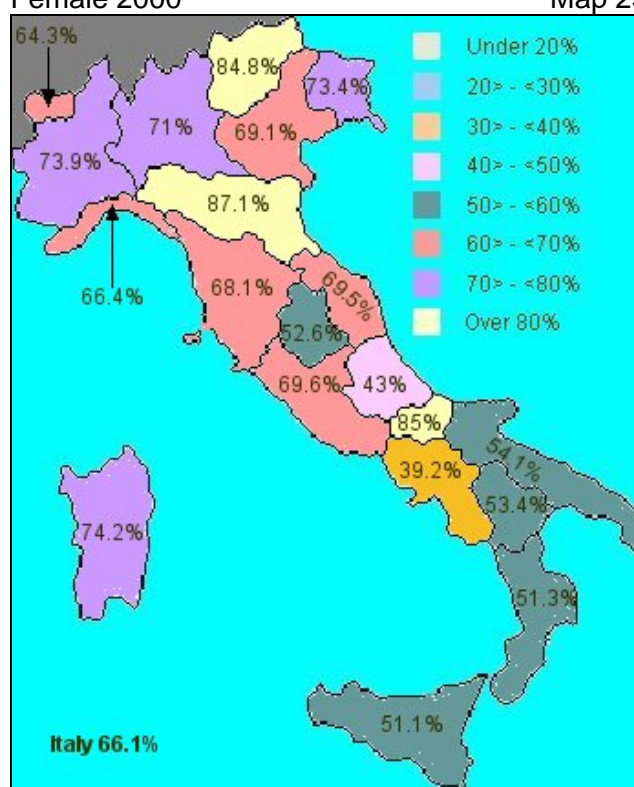 Female 2000 Map 25
64.3%
84.8%
73.4%
71%
69.1%
73.9%
87.1%
66.4%
68.1%
69.5%
52.6%
69.6%
43%
85%
54.1%
39.2%
53.4%
74.2%
51.3%
51.1%
Italy 66.1%
Under 20%
20> - <30%
30> - <40%
40> - <50%
50> - <60%
60> - <70%
70> - <80%
Over 80%